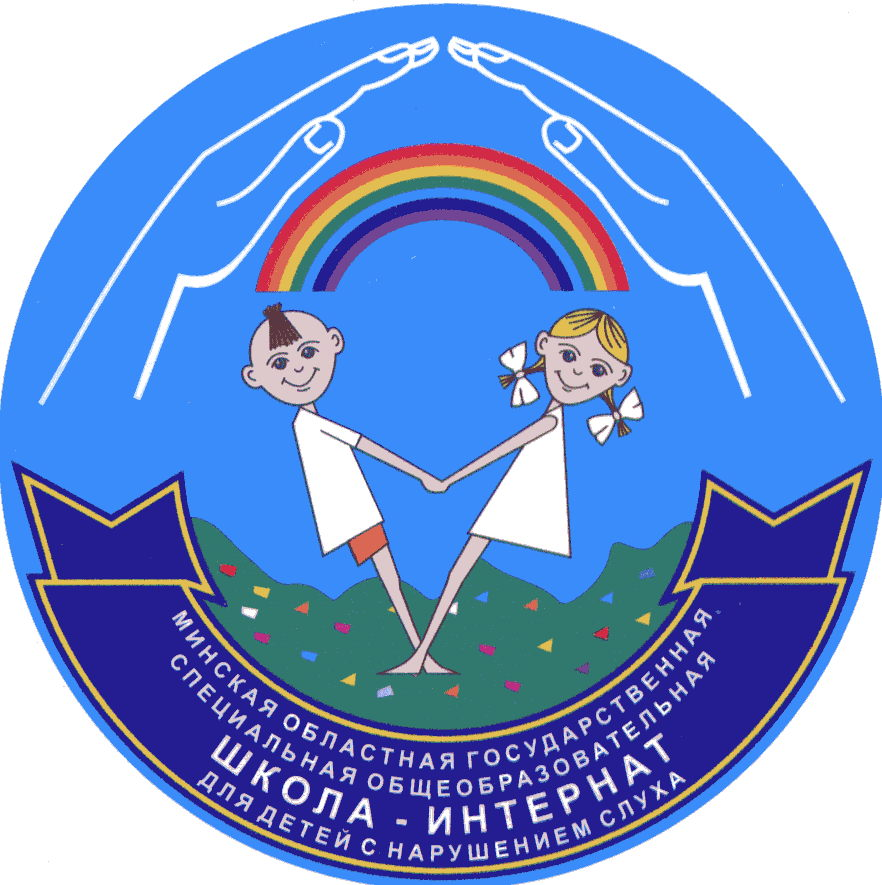 МИНСКАЯ ОБЛАСТНАЯ ГОСУДАРСТВЕННАЯ
СПЕЦИАЛЬНАЯ ОБЩЕОБРАЗОВАТЕЛЬНАЯ
ШКОЛА - ИНТЕРНАТ
ДЛЯ ДЕТЕЙ С НАРУШЕНИЕМ СЛУХА